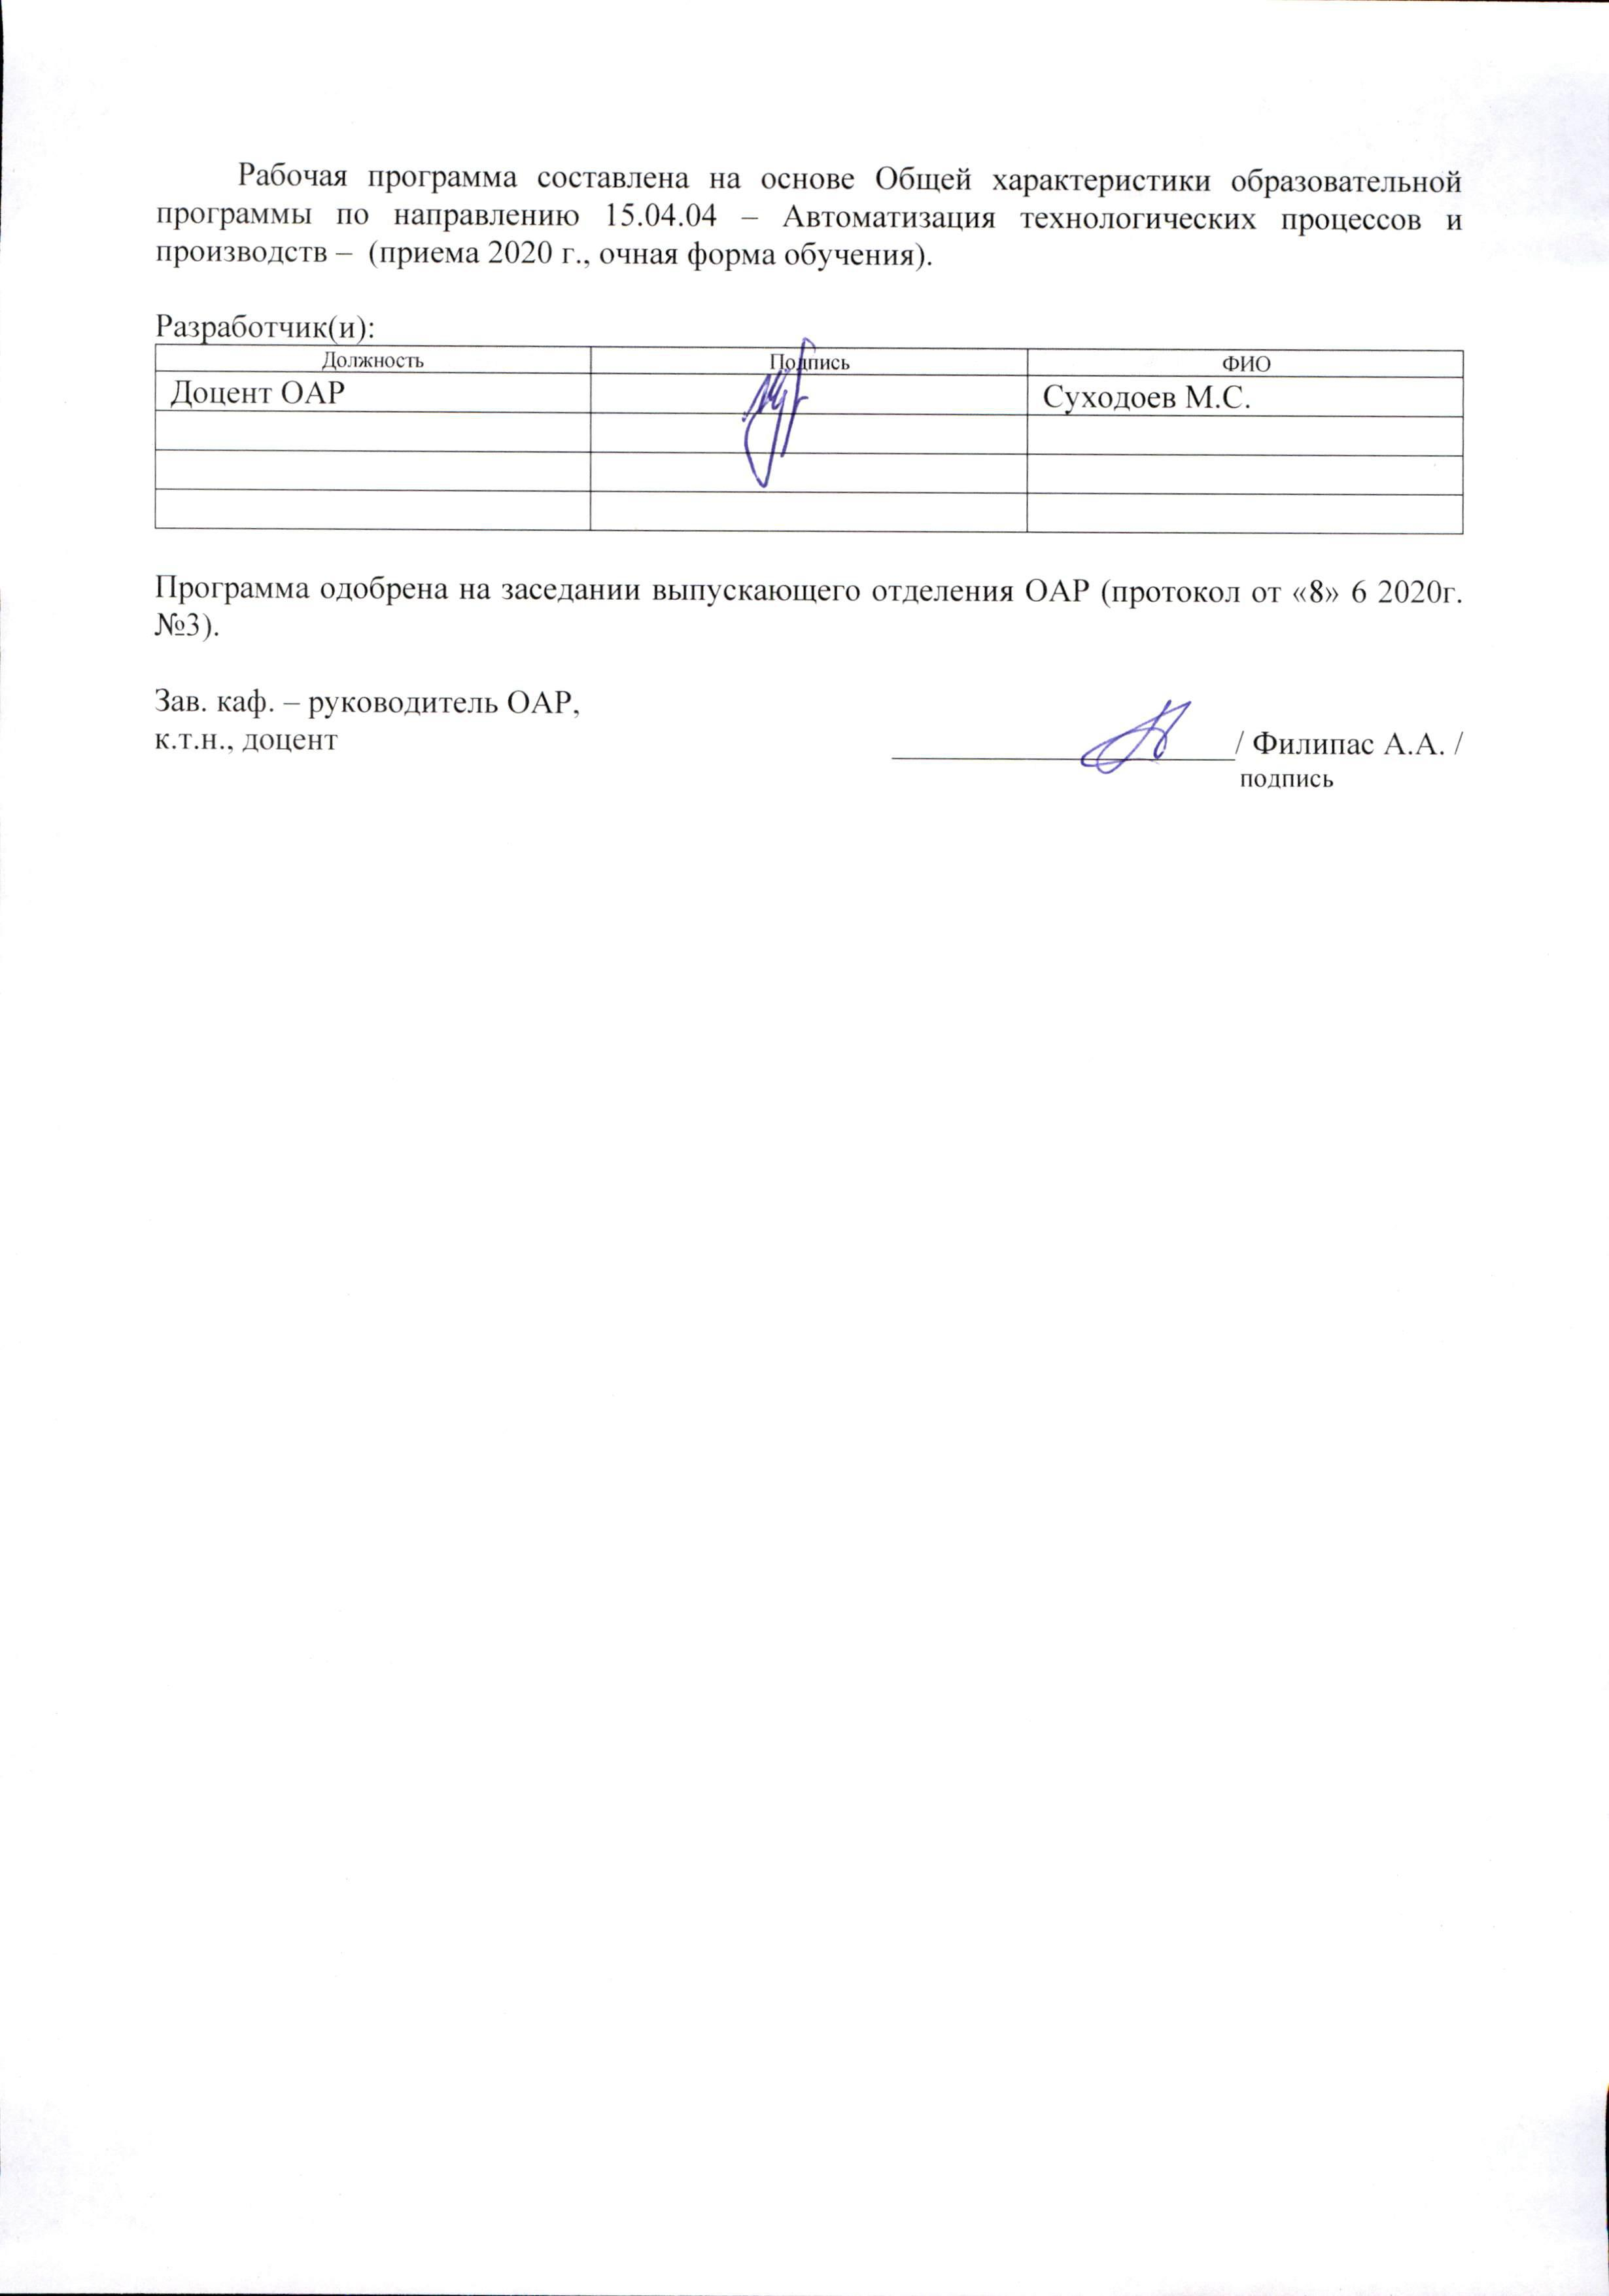 Рабочая программа составлена на основе Общей характеристики образовательной
программы по направлению 15.04.04 – Автоматизация технологических процессов и
производств – (приема 2020 г., очная форма обучения).
Разработчик(и):
Должность Подпись ФИО
Доцент ОАР Суходоев М.С.
Программа одобрена на заседании выпускающего отделения ОАР (протокол от «8» 6 2020г.
№3).
Зав. каф. – руководитель ОАР,
к.т.н., доцент / Филипас А.А. /
подпись